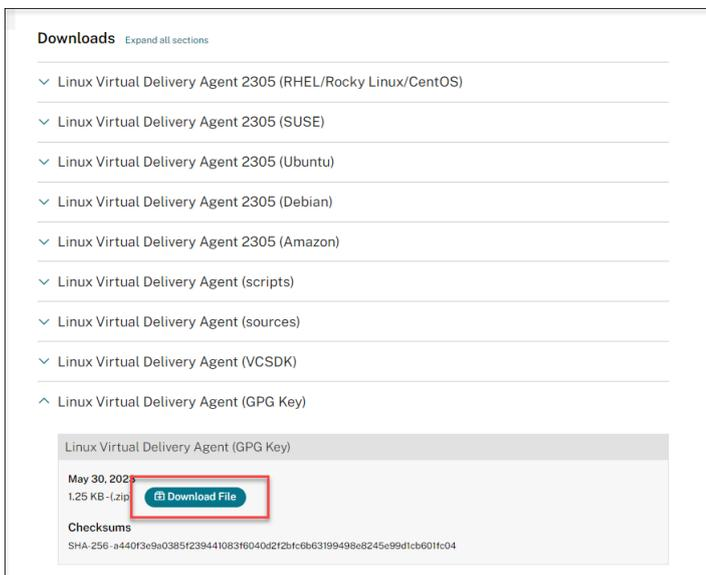 Downloads Expand all sections
Linux Virtual Delivery Agent 2305 (RHEL/Rocky Linux/CentOS)
Linux Virtual Delivery Agent 2305 (SUSE)
Linux Virtual Delivery Agent 2305 (Ubuntu)
Linux Virtual Delivery Agent 2305 (Debian)
Linux Virtual Delivery Agent 2305 (Amazon)
Linux Virtual Delivery Agent (scripts)
Linux Virtual Delivery Agent (sources)
Linux Virtual Delivery Agent (VCSDK)
Linux Virtual Delivery Agent (GPG Key)
Linux Virtual Delivery Agent (GPG Key)
May 30, 2023
1.25 KB - (.zip Download File
Checksums
SHA-256 - a440f3e9a0385f239441083f6040d2f2bfc6b63199498e8245e99d1cb601fc04